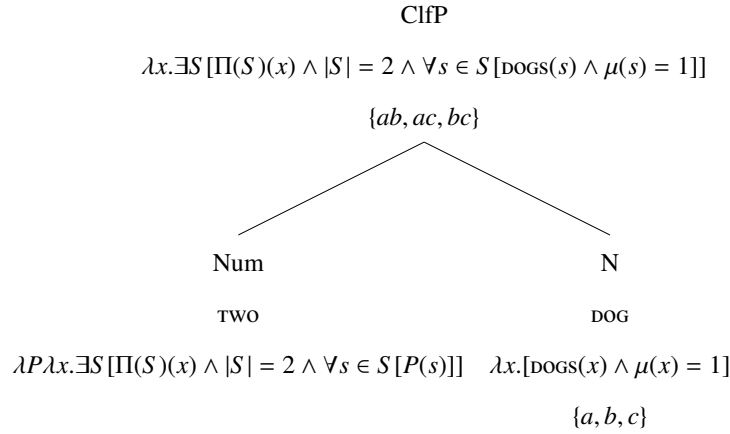 ClfP
λx.∃S[Π(S)(x) ∧ |S| = 2 ∧ ∀s ∈ S[DOGS(s) ∧ μ(s) = 1]]
{ab, ac, bc}
Num N
TWO DOG
λPλx.∃S[Π(S)(x) ∧ |S| = 2 ∧ ∀s ∈ S[P(s)]] λx.[DOGS(x) ∧ μ(x) = 1]
{a, b, c}